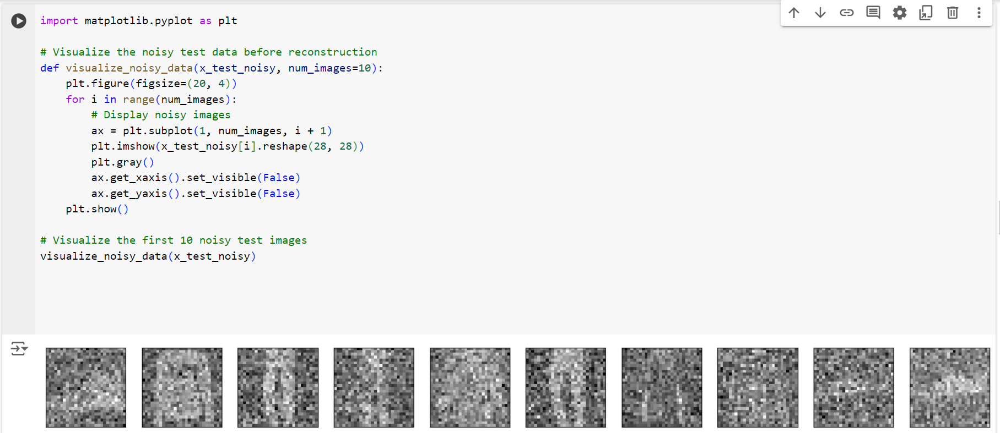 import matplotlib.pyplot as plt
# Visualize the noisy test data before reconstruction
def visualize_noisy_data(x_test_noisy, num_images=10):
    plt.figure(figsize=(20, 4))
    for i in range(num_images):
        # Display noisy images
        ax = plt.subplot(1, num_images, i + 1)
        plt.imshow(x_test_noisy[i].reshape(28, 28))
        plt.gray()
        ax.get_xaxis().set_visible(False)
        ax.get_yaxis().set_visible(False)
    plt.show()
# Visualize the first 10 noisy test images
visualize_noisy_data(x_test_noisy)